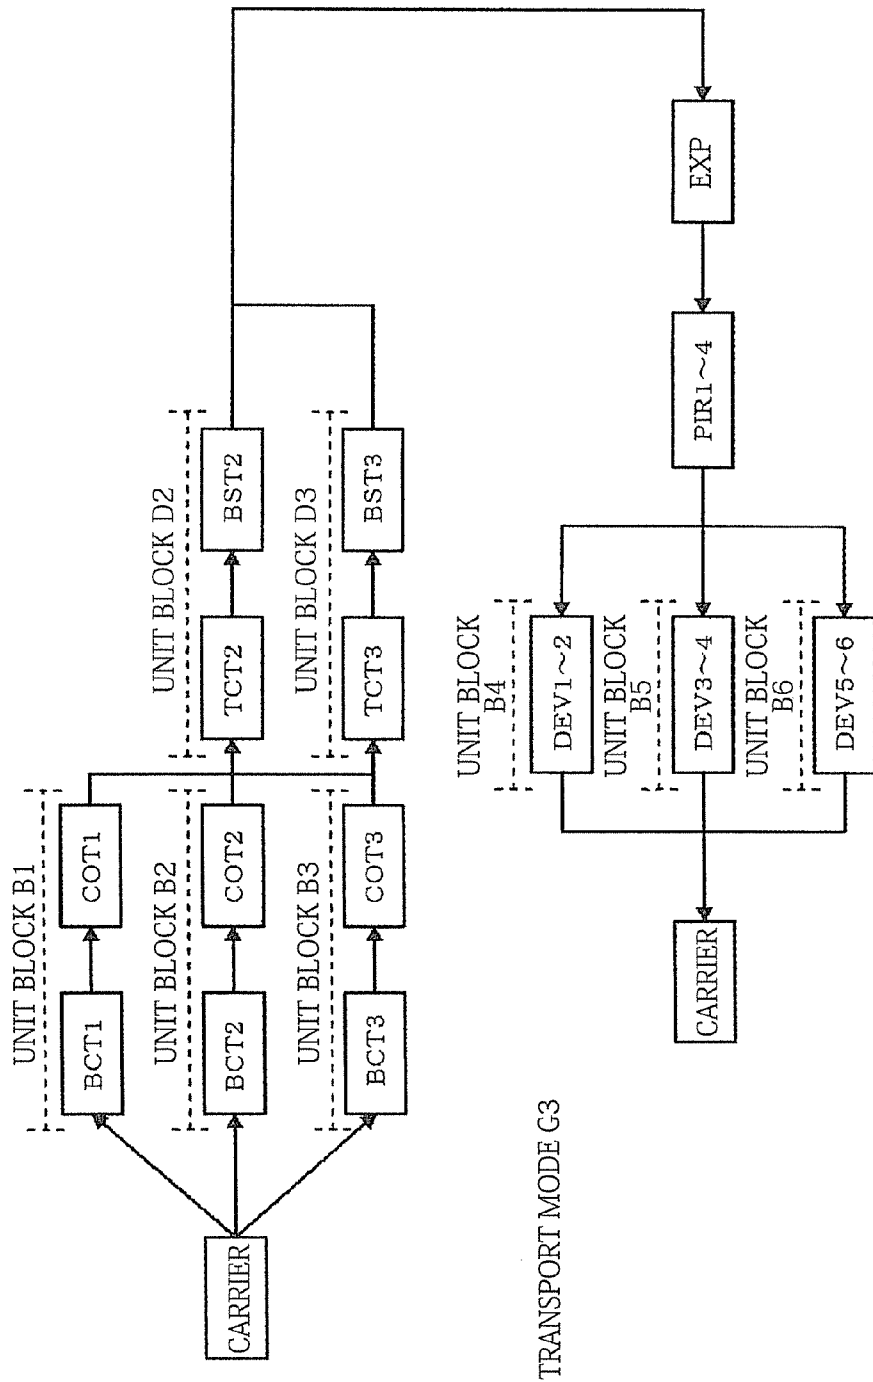 CARRIER
UNIT BLOCK B1
BCT1
COT1
UNIT BLOCK B2
BCT2
COT2
UNIT BLOCK B3
BCT3
COT3
UNIT BLOCK D2
TCT2
BST2
UNIT BLOCK D3
TCT3
BST3
EXP
PIR1~4
UNIT BLOCK
B4
DEV1~2
UNIT BLOCK
B5
DEV3~4
UNIT BLOCK
B6
DEV5~6
CARRIER
TRANSPORT MODE G3